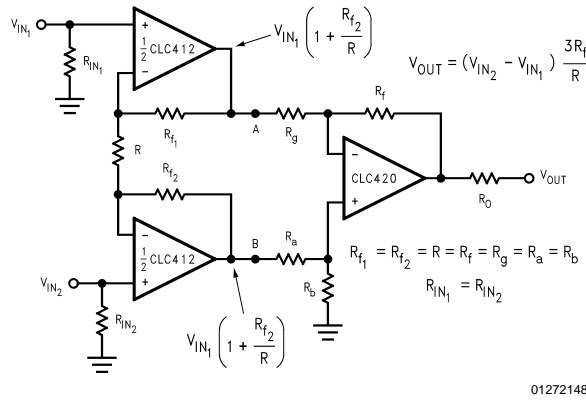 V_IN1
R_IN1
1/2 CLC412
+
−
V_IN1 (1 + R_f2/R)
V_OUT = (V_IN2 − V_IN1) 3R_f/R
R_f1
A
R_g
R_f
R
R_f2
−
CLC420
+
V_OUT
R_O
−
1/2 CLC412
+
B
R_a
R_b
V_IN2
R_IN2
R_f1 = R_f2 = R = R_f = R_g = R_a = R_b
R_IN1 = R_IN2
V_IN1 (1 + R_f2/R)
01272148